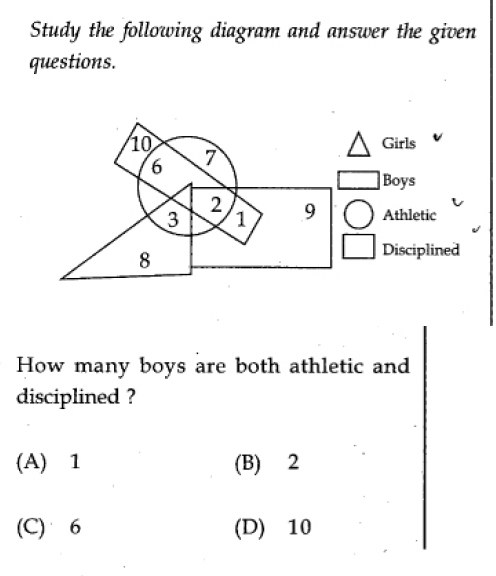 Study the following diagram and answer the given
questions.
10
6
7
3
2
1
9
8
Girls
Boys
Athletic
Disciplined
How many boys are both athletic and
disciplined ?
(A) 1
(B) 2
(C) 6
(D) 10